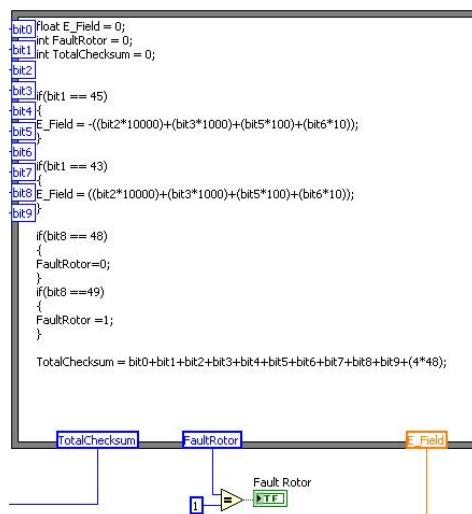 bit0
bit1
bit2
bit3
bit4
bit5
bit6
bit7
bit8
bit9
float E_Field = 0;
int FaultRotor = 0;
int TotalChecksum = 0;
if(bit1 == 45)
{
E_Field = -((bit2*10000)+(bit3*1000)+(bit5*100)+(bit6*10));
}
if(bit1 == 43)
{
E_Field = ((bit2*10000)+(bit3*1000)+(bit5*100)+(bit6*10));
}
if(bit8 == 48)
{
FaultRotor=0;
}
if(bit8 ==49)
{
FaultRotor =1;
}
TotalChecksum = bit0+bit1+bit2+bit3+bit4+bit5+bit6+bit7+bit8+bit9+(4*48);
TotalChecksum FaultRotor E_Field
Fault Rotor
1 = TF